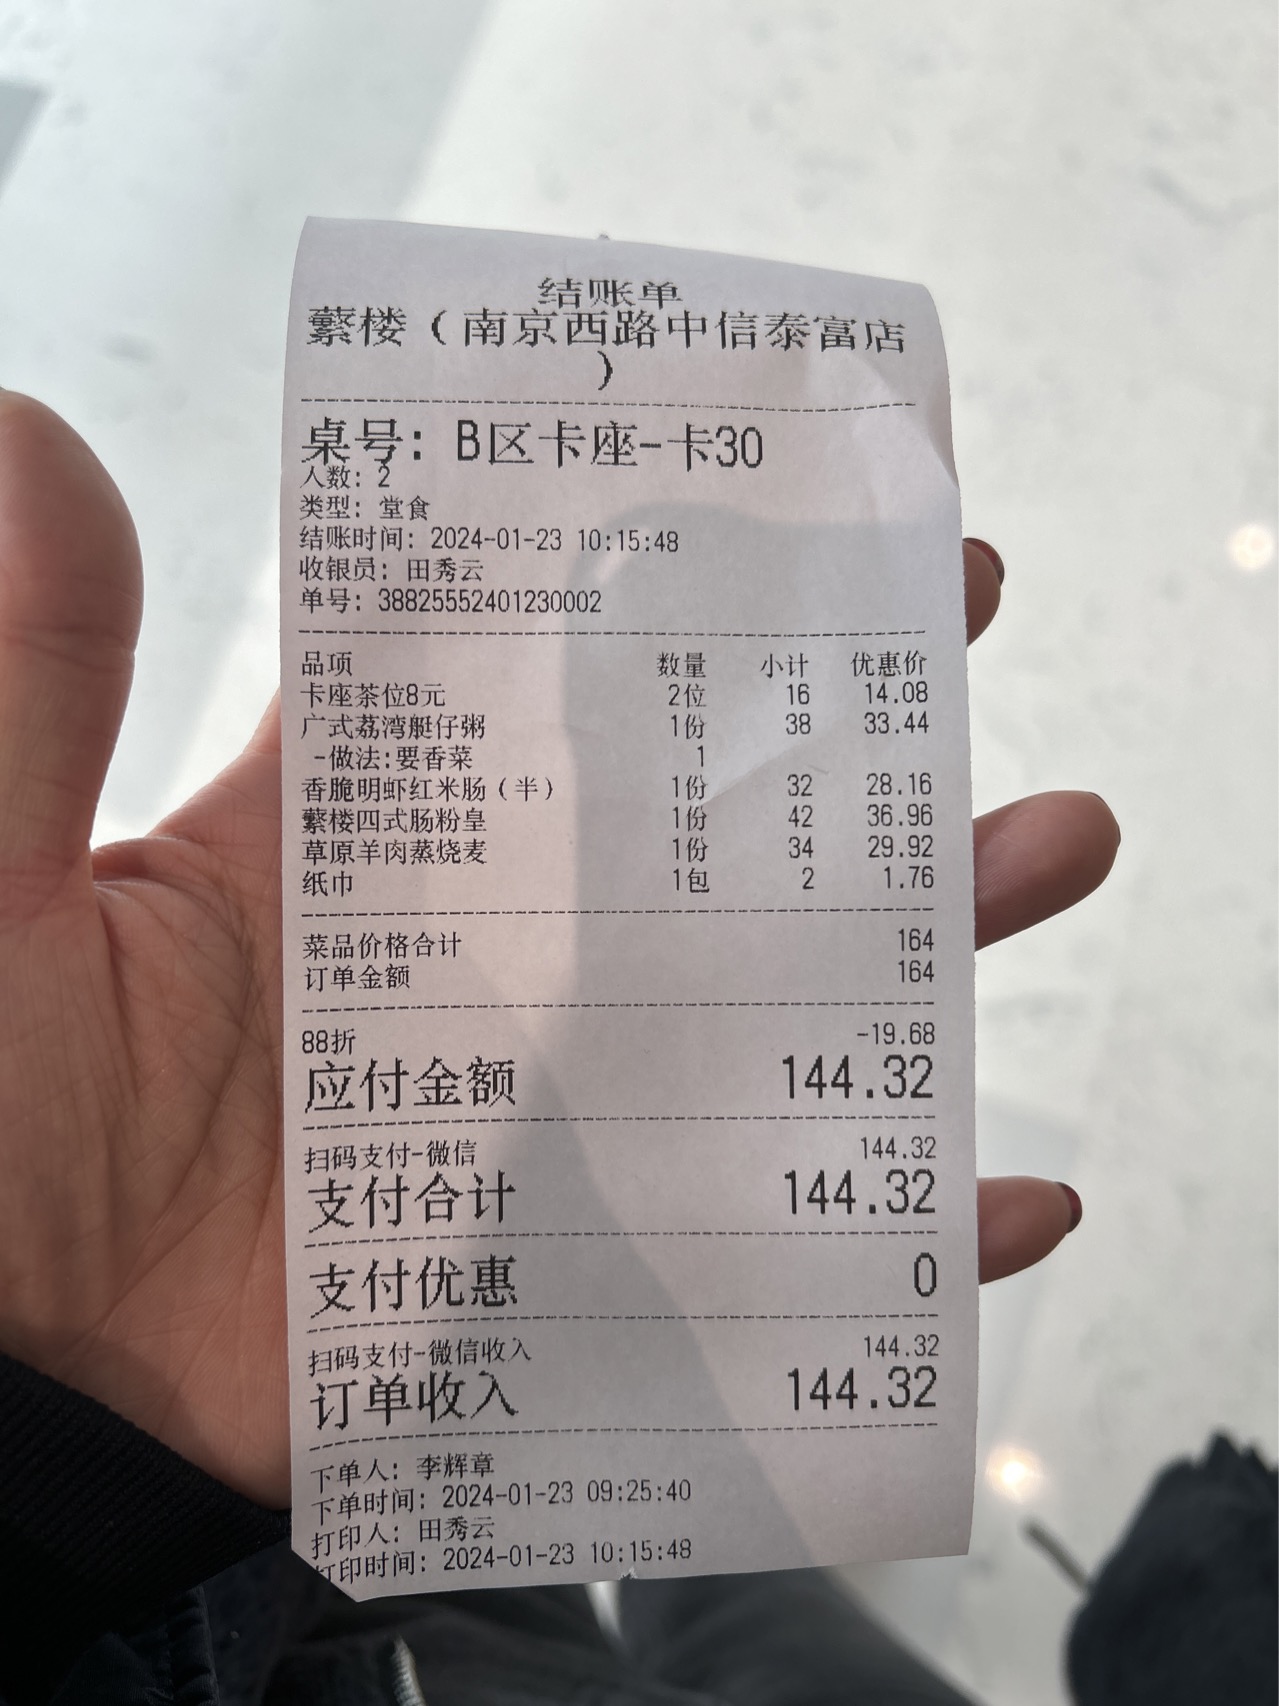 结账单
蘩楼（南京西路中信泰富店
）
桌号: B区卡座-卡30
人数: 2
类型: 堂食
结账时间: 2024-01-23 10:15:48
收银员: 田秀云
单号: 38825552401230002
品项 数量 小计 优惠价
卡座茶位8元 2位 16 14.08
广式荔湾艇仔粥 1份 38 33.44
-做法:要香菜 1
香脆明虾红米肠（半） 1份 32 28.16
蘩楼四式肠粉皇 1份 42 36.96
草原羊肉蒸烧麦 1份 34 29.92
纸巾 1包 2 1.76
菜品价格合计 164
订单金额 164
88折 -19.68
应付金额 144.32
扫码支付-微信 144.32
支付合计 144.32
支付优惠 0
扫码支付-微信收入 144.32
订单收入 144.32
下单人: 李辉章
下单时间: 2024-01-23 09:25:40
打印人: 田秀云
打印时间: 2024-01-23 10:15:48